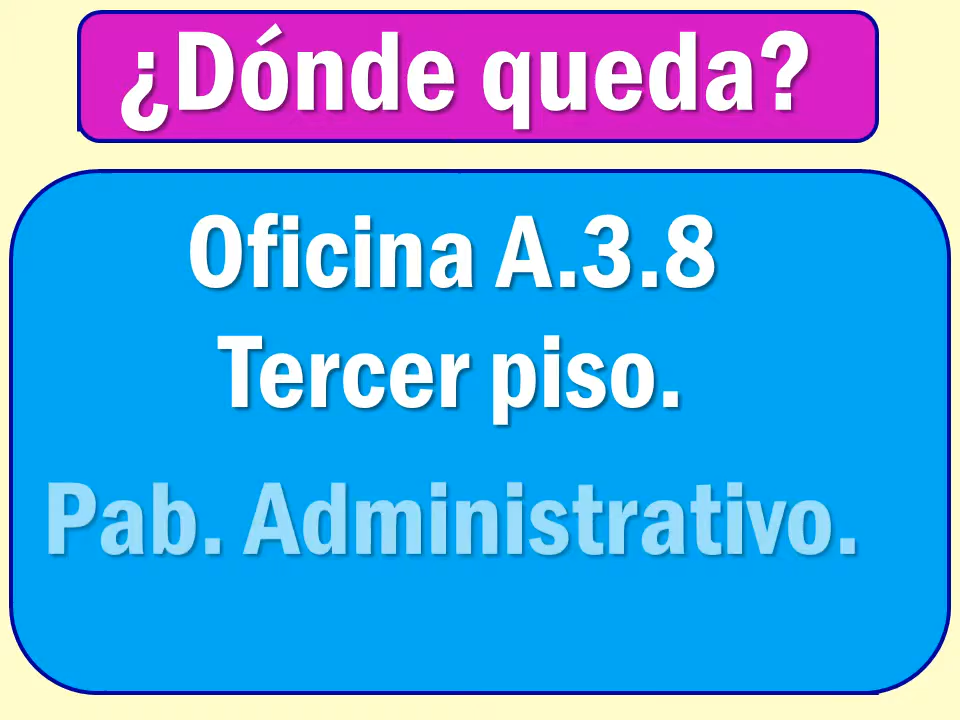 ¿Dónde queda?
Oficina A.3.8
Tercer piso.
Pab. Administrativo.